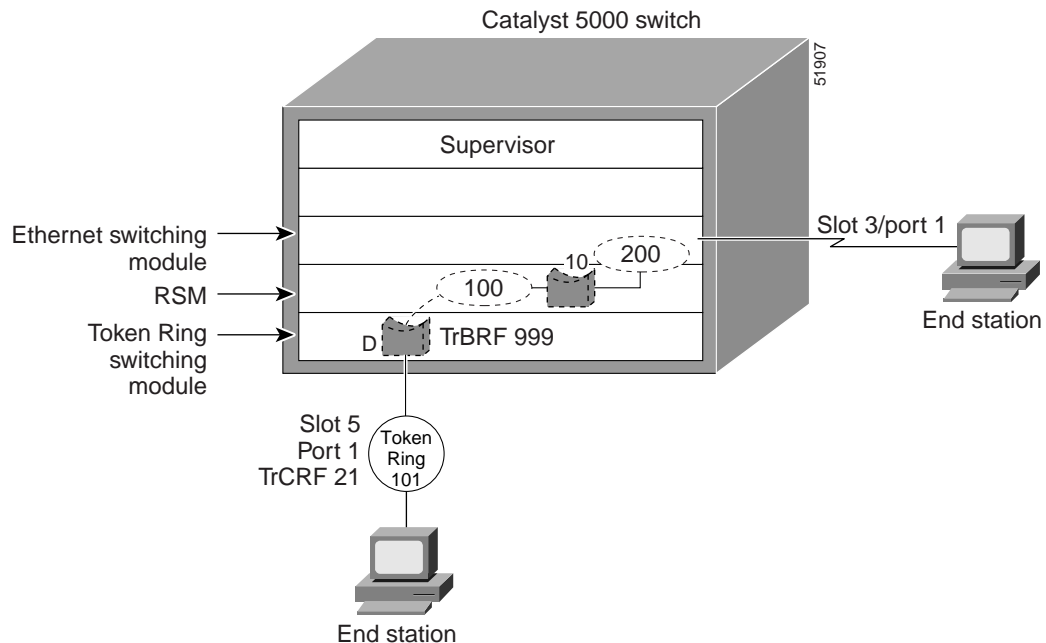 Catalyst 5000 switch
51907
Supervisor
Ethernet switching
module
Slot 3/port 1
200
10
100
RSM
End station
Token Ring
switching
module
D
TrBRF 999
Slot 5
Port 1
TrCRF 21
Token
Ring
101
End station